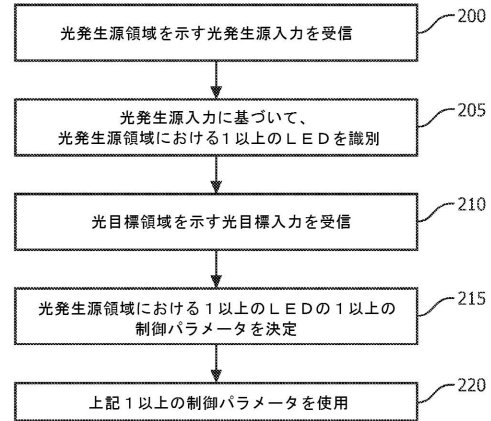 光発生源領域を示す光発生源入力を受信
200
光発生源入力に基づいて、
光発生源領域における1以上のLEDを識別
205
光目標領域を示す光目標入力を受信
210
光発生源領域における1以上のLEDの1以上の
制御パラメータを決定
215
上記1以上の制御パラメータを使用
220